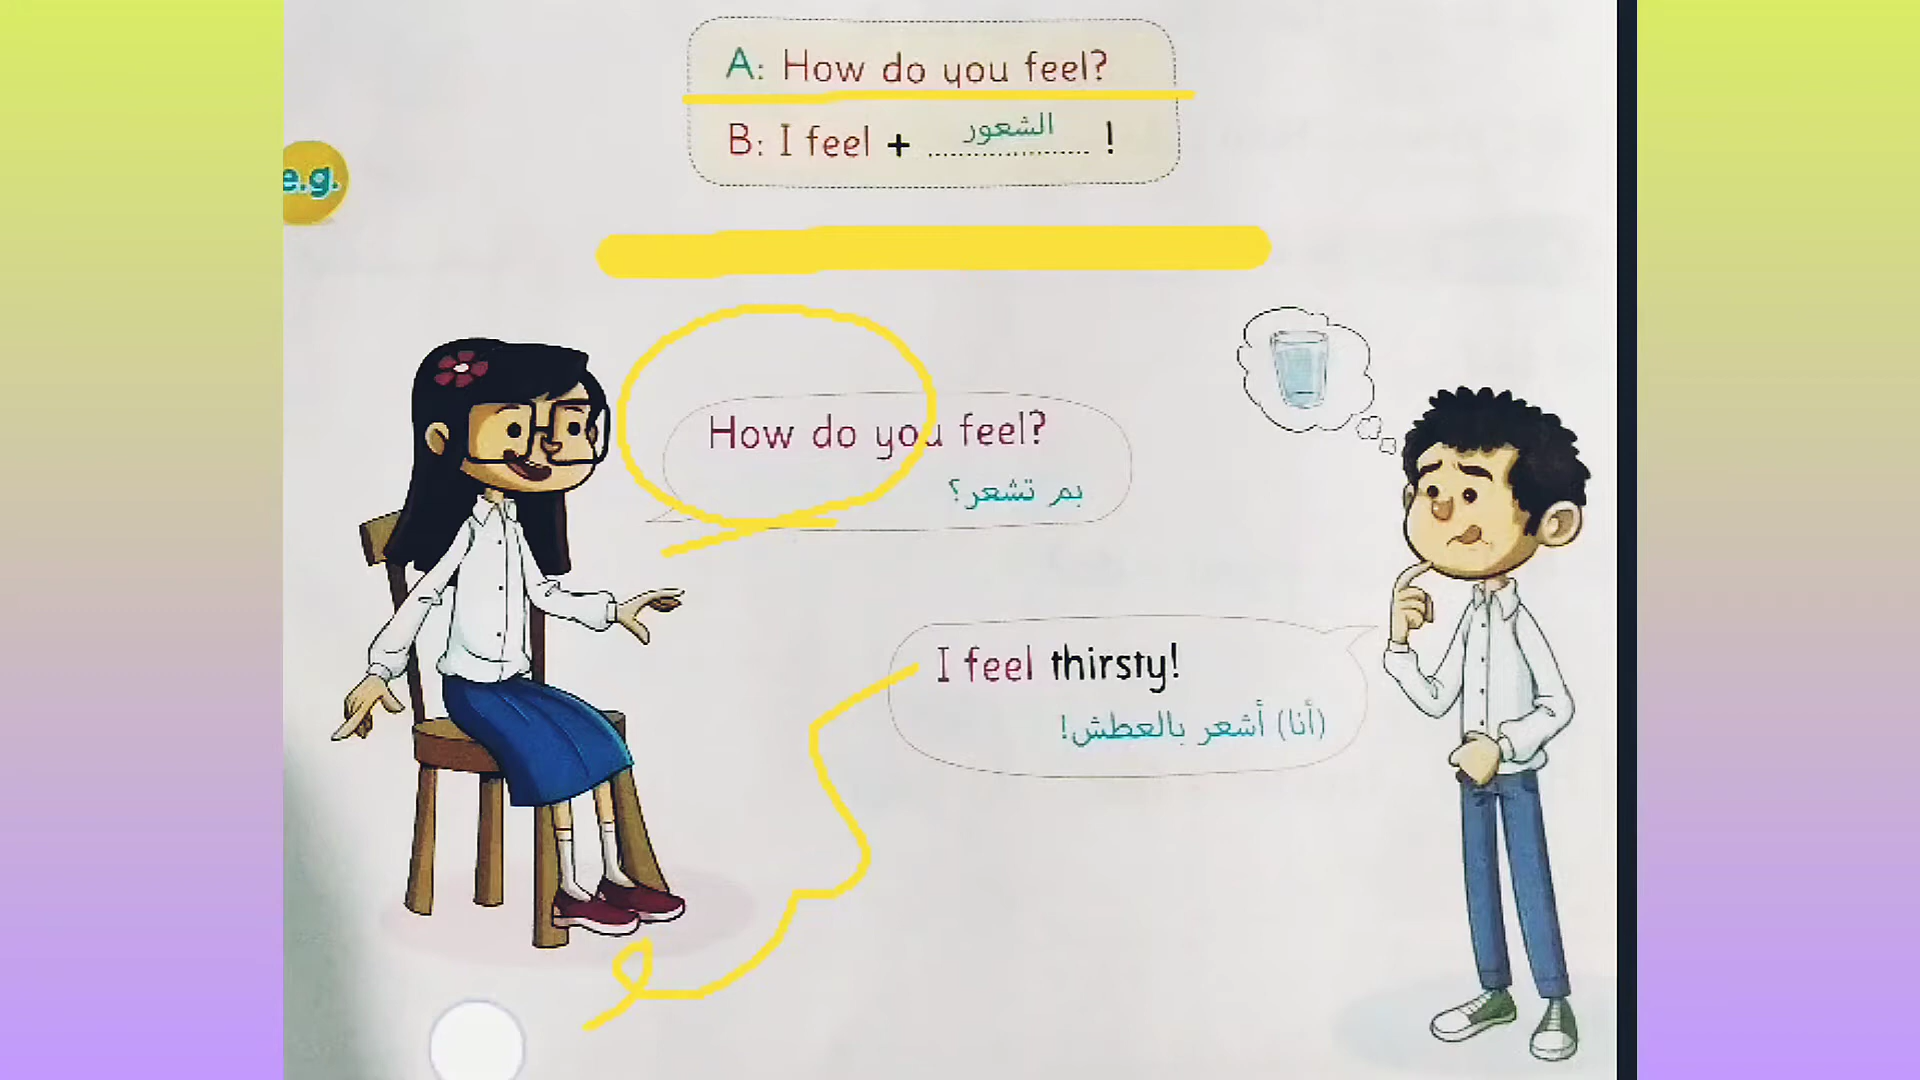 A: How do you feel?
B: I feel + الشعور !
e.g.
How do you feel?
بم تشعر؟
I feel thirsty!
(أنا) أشعر بالعطش!